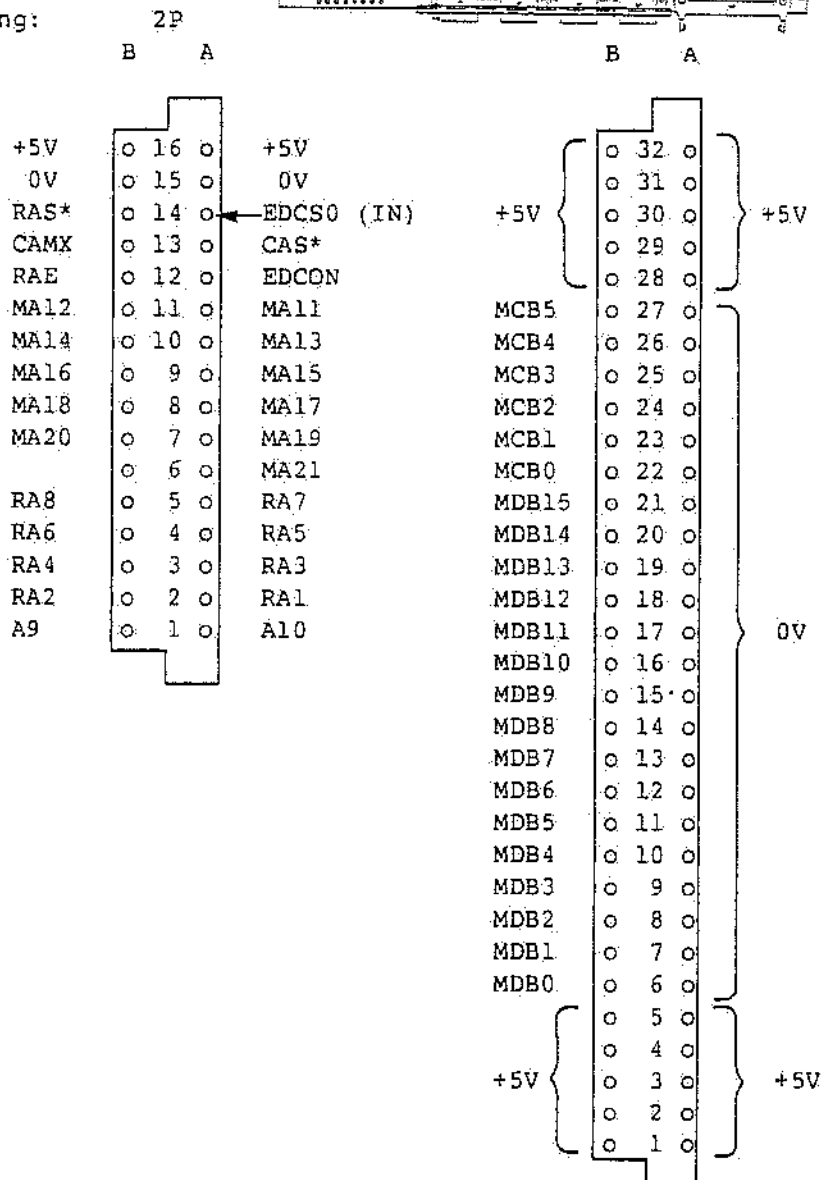 ng: 2P
B A
+5V 16 +5V
0V 15 0V
RAS* 14 EDCS0 (IN)
CAMX 13 CAS*
RAE 12 EDCON
MA12 11 MA11
MA14 10 MA13
MA16 9 MA15
MA18 8 MA17
MA20 7 MA19
6 MA21
RA8 5 RA7
RA6 4 RA5
RA4 3 RA3
RA2 2 RA1
A9 1 A10
B A
32
31
+5V 30 +5V
29
28
MCB5 27
MCB4 26
MCB3 25
MCB2 24
MCB1 23
MCB0 22
MDB15 21
MDB14 20
MDB13 19
MDB12 18
MDB11 17 0V
MDB10 16
MDB9 15
MDB8 14
MDB7 13
MDB6 12
MDB5 11
MDB4 10
MDB3 9
MDB2 8
MDB1 7
MDB0 6
5
4
+5V 3 +5V
2
1